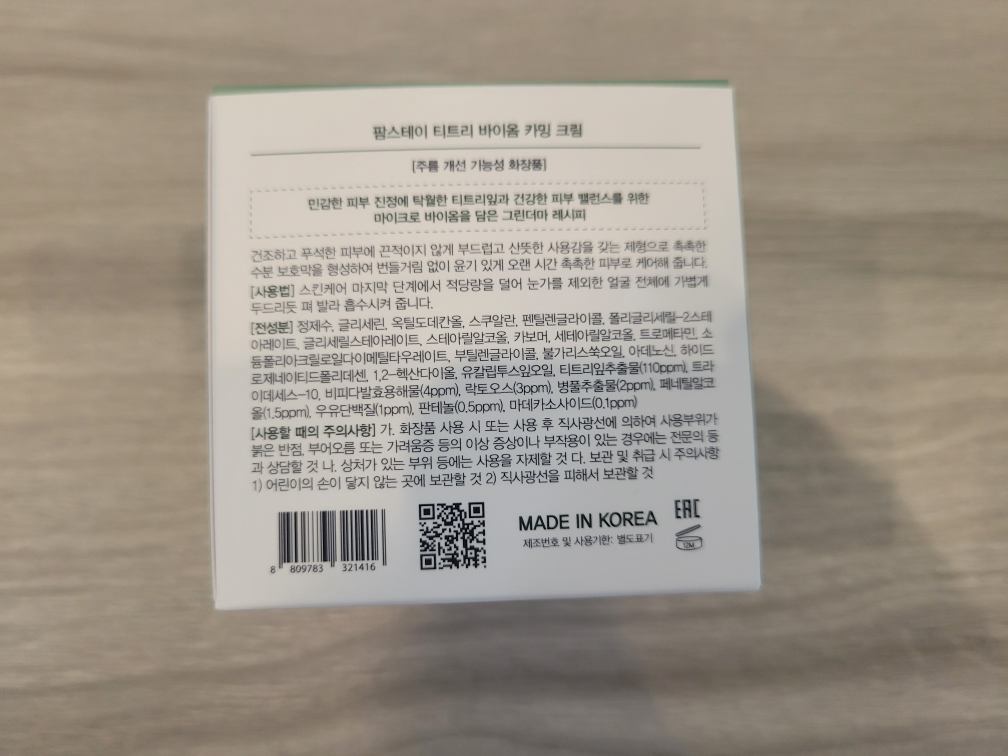 팜스테이 티트리 바이옴 카밍 크림
[주름 개선 기능성 화장품]
민감한 피부 진정에 탁월한 티트리잎과 건강한 피부 밸런스를 위한
마이크로 바이옴을 담은 그린더마 레시피
건조하고 푸석한 피부에 끈적이지 않게 부드럽고 산뜻한 사용감을 갖는 제형으로 촉촉한
수분 보호막을 형성하여 번들거림 없이 윤기 있게 오랜 시간 촉촉한 피부로 케어해 줍니다.
[사용법] 스킨케어 마지막 단계에서 적당량을 덜어 눈가를 제외한 얼굴 전체에 가볍게
두드리듯 펴 발라 흡수시켜 줍니다.
[전성분] 정제수, 글리세린, 옥틸도데칸올, 스쿠알란, 펜틸렌글라이콜, 폴리글리세릴-2스테
아레이트, 글리세릴스테아레이트, 스테아릴알코올, 카보머, 세테아릴알코올, 트로메타민, 소
듐폴리아크릴로일다이메틸타우레이트, 부틸렌글라이콜, 불가리스쑥오일, 아데노신, 하이드
로제네이티드폴리데센, 1,2-헥산다이올, 유칼립투스잎오일, 티트리잎추출물(110ppm), 트라
이데세스-10, 비피다발효용해물(4ppm), 락토오스(3ppm), 병풀추출물(2ppm), 페네틸알코
올(1.5ppm), 우유단백질(1ppm), 판테놀(0.5ppm), 마데카소사이드(0.1ppm)
[사용할 때의 주의사항] 가. 화장품 사용 시 또는 사용 후 직사광선에 의하여 사용부위가
붉은 반점, 부어오름 또는 가려움증 등의 이상 증상이나 부작용이 있는 경우에는 전문의 등
과 상담할 것 나. 상처가 있는 부위 등에는 사용을 자제할 것 다. 보관 및 취급 시 주의사항
1) 어린이의 손이 닿지 않는 곳에 보관할 것 2) 직사광선을 피해서 보관할 것
MADE IN KOREA
EAC
제조번호 및 사용기한: 별도표기
12M
8 809783 321416